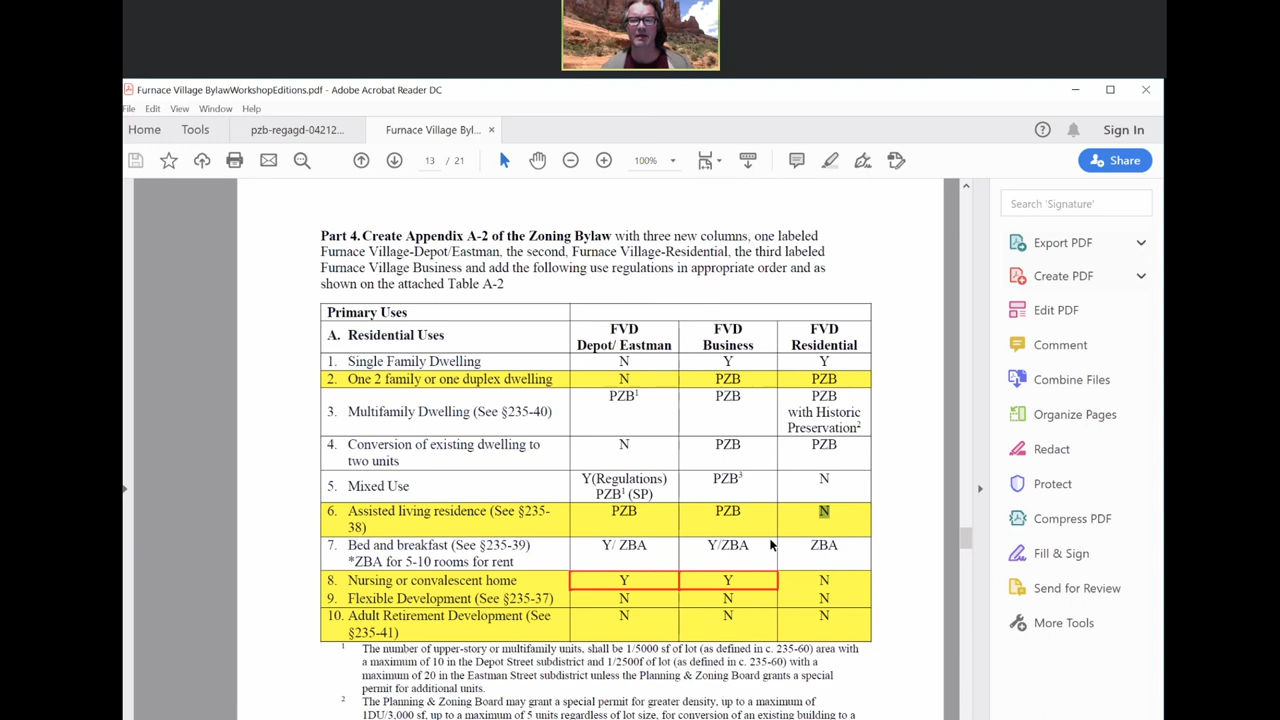 Furnace Village BylawWorkshopEditions.pdf - Adobe Acrobat Reader DC
File Edit View Window Help
Home Tools pzb-regagd-04212... Furnace Village Byl... × Sign In
13 / 21 100% Share
Search 'Signature'
Export PDF
Create PDF
Edit PDF
Comment
Combine Files
Organize Pages
Redact
Protect
Compress PDF
Fill & Sign
Send for Review
More Tools
Part 4. Create Appendix A-2 of the Zoning Bylaw with three new columns, one labeled
Furnace Village-Depot/Eastman, the second, Furnace Village-Residential, the third labeled
Furnace Village Business and add the following use regulations in appropriate order and as
shown on the attached Table A-2
Primary Uses
A. Residential Uses FVD Depot/ Eastman FVD Business FVD Residential
1. Single Family Dwelling N Y Y
2. One 2 family or one duplex dwelling N PZB PZB
3. Multifamily Dwelling (See §235-40) PZB¹ PZB PZB with Historic Preservation²
4. Conversion of existing dwelling to two units N PZB PZB
5. Mixed Use Y(Regulations) PZB¹ (SP) PZB³ N
6. Assisted living residence (See §235-38) PZB PZB N
7. Bed and breakfast (See §235-39) *ZBA for 5-10 rooms for rent Y/ ZBA Y/ZBA ZBA
8. Nursing or convalescent home Y Y N
9. Flexible Development (See §235-37) N N N
10. Adult Retirement Development (See §235-41) N N N
1 The number of upper-story or multifamily units, shall be 1/5000 sf of lot (as defined in c. 235-60) area with
a maximum of 10 in the Depot Street subdistrict and 1/2500f of lot (as defined in c. 235-60) with a
maximum of 20 in the Eastman Street subdistrict unless the Planning & Zoning Board grants a special
permit for additional units.
2 The Planning & Zoning Board may grant a special permit for greater density, up to a maximum of
1DU/3,000 sf, up to a maximum of 5 units regardless of lot size, for conversion of an existing building to a